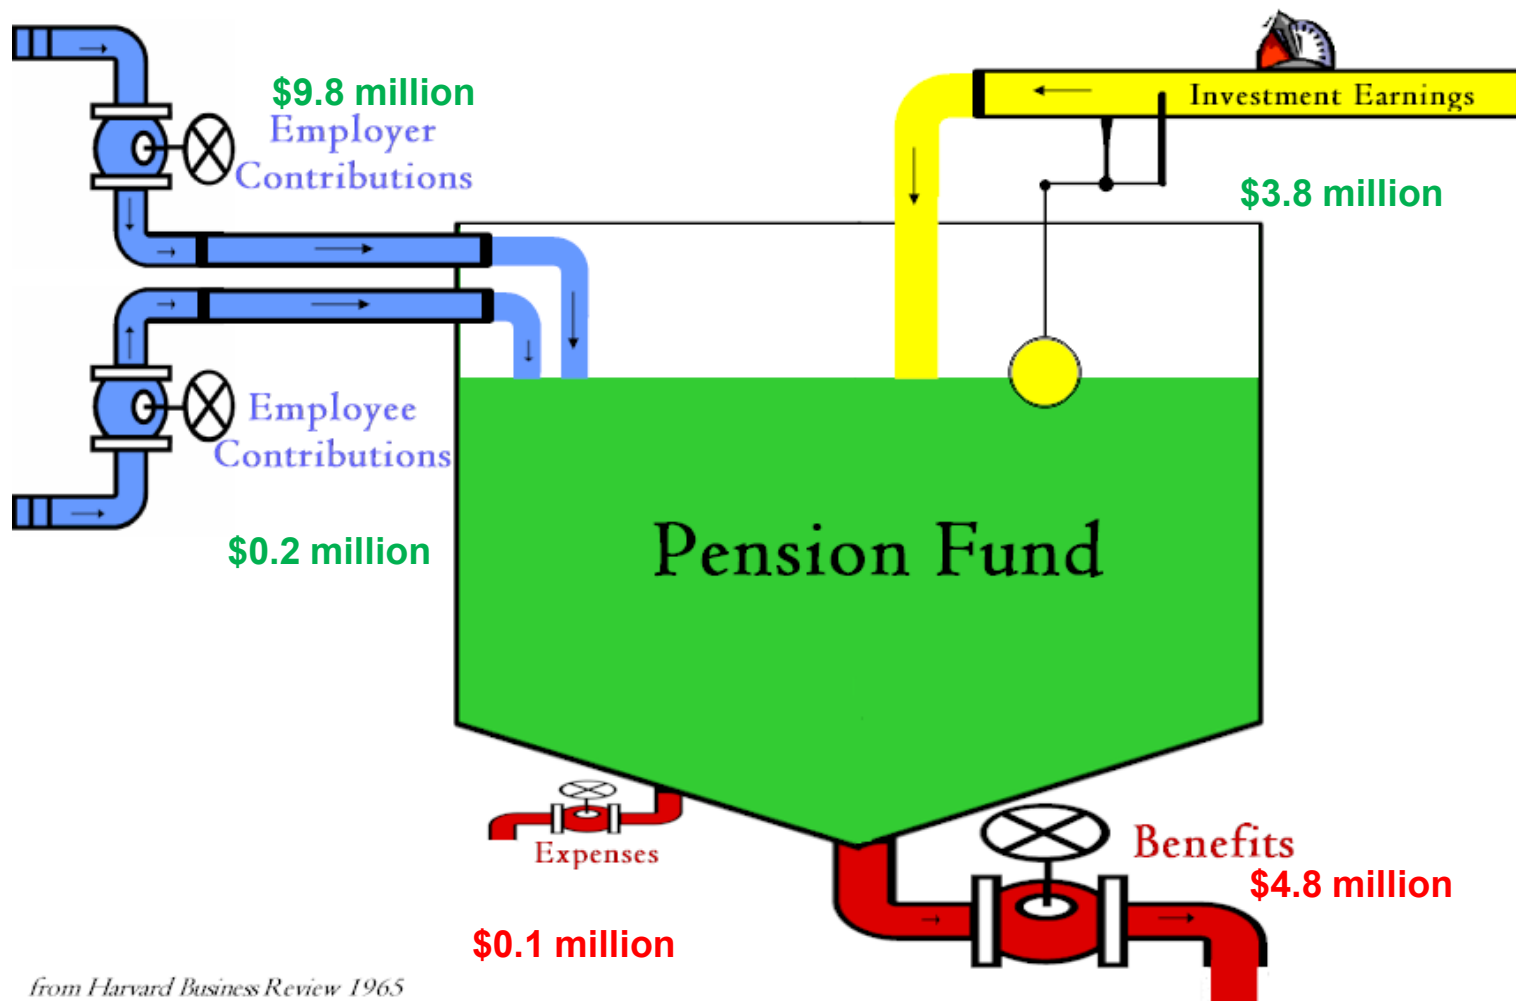 $9.8 million
Employer
Contributions
Investment Earnings
$3.8 million
Employee
Contributions
$0.2 million
Pension Fund
Expenses
$0.1 million
Benefits
$4.8 million
from Harvard Business Review 1965